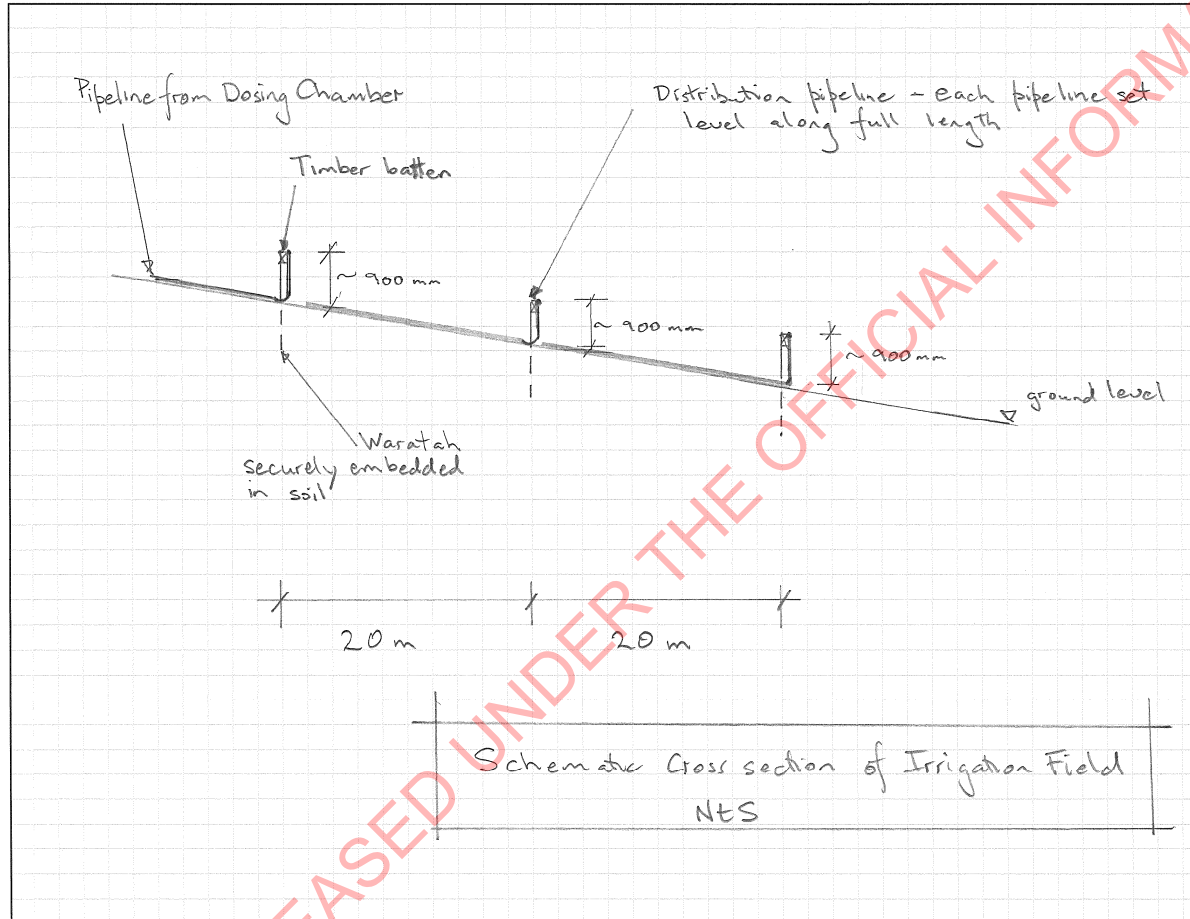 Pipeline from Dosing Chamber
Distribution pipeline - each pipeline set
level along full length
Timber batten
~ 900 mm
~ 900 mm
~ 900 mm
ground level
Waratah
securely embedded
in soil
20 m
20 m
Schematic Cross section of Irrigation Field
NtS
EASED UNDER THE OFFICIAL INFORM